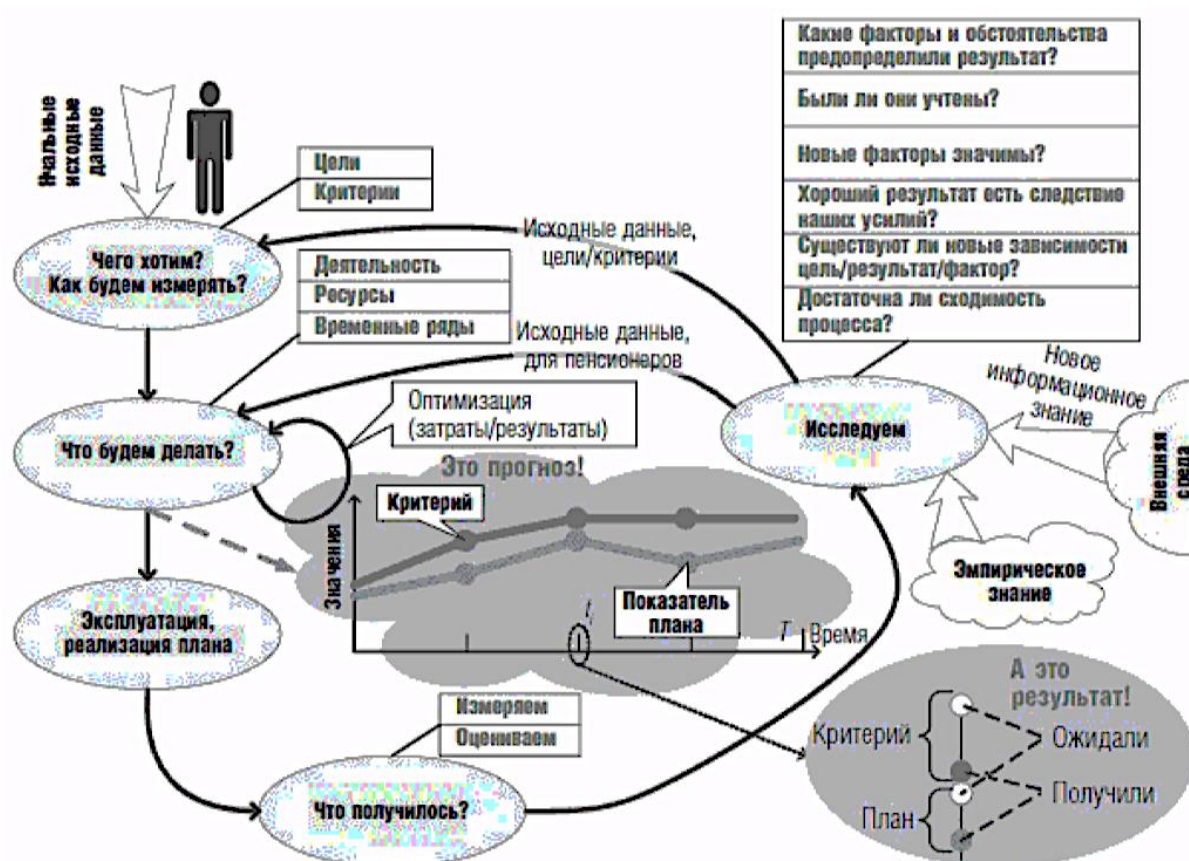 Какие факторы и обстоятельства
предопределили результат?
Были ли они учтены?
Новые факторы значимы?
Хороший результат есть следствие
наших усилий?
Существуют ли новые зависимости
цель/результат/фактор?
Достаточна ли сходимость
процесса?
Нчальные
исходные
данные
Цели
Критерии
Чего хотим?
Как будем измерять?
Исходные данные,
цели/критерии
Деятельность
Ресурсы
Временные ряды
Исходные данные,
для пенсионеров
Новое
информационное
знание
Внешняя
среда
Исследуем
Что будем делать?
Оптимизация
(затраты/результаты)
Это прогноз!
Критерий
Значения
Показатель
плана
t
T
Время
Эмпирическое
знание
Эксплуатация,
реализация плана
Измеряем
Оцениваем
Что получилось?
А это
результат!
Критерий
Ожидали
Получили
План